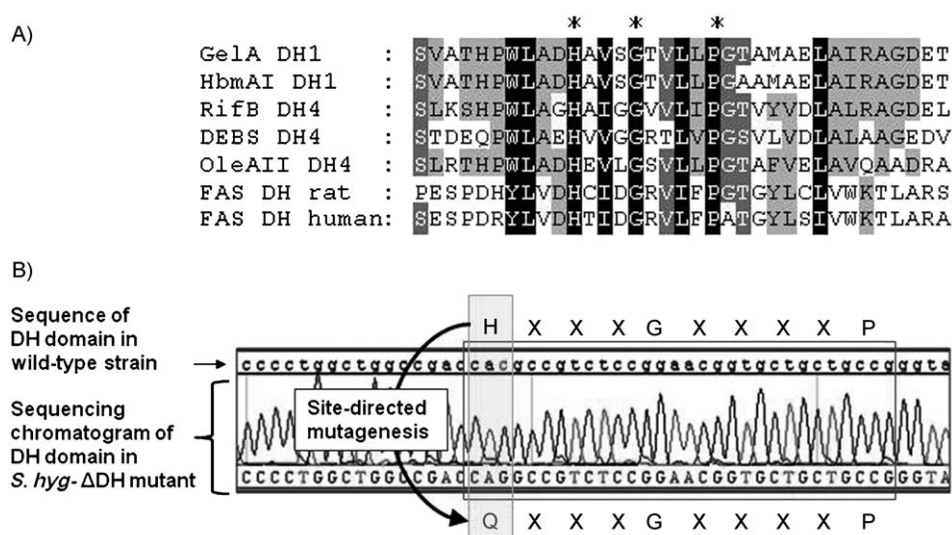 A)
* * *
GelA DH1 : SVATHPWLADHAVSGTVLLPGTAMAELAIRAGDET
HbmAI DH1 : SVATHPWLADHAVSGTVLLPGAAMAELAIRAGDET
RifB DH4 : SLKSHPWLAGHAIGGVVLIPGTVYVDLALRAGDEL
DEBS DH4 : STDEQPWLAEHVVGGRTLVPGSVLVDLALAAGEDV
OleAII DH4 : SLRTHPWLADHEVLGSVLLPGTAFVELAVQAADRA
FAS DH rat : PESPDHYLVDHCIDGRVIFPGTGYLCLVWKTLARS
FAS DH human: SESPDRYLVDHTIDGRVLFPATGYLSIVWKTLARA
B)
Sequence of
DH domain in
wild-type strain
H X X X G X X X X P
cccctggctggccgaccacgccgtctccggaacggtgctgctgccgggta
Site-directed
mutagenesis
Sequencing
chromatogram of
DH domain in
S. hyg- ΔDH mutant
CCCCTGGCTGGCCGACCAGGCCGTCTCCGGAACGGTGCTGCTGCCGGGTA
Q X X X G X X X X P